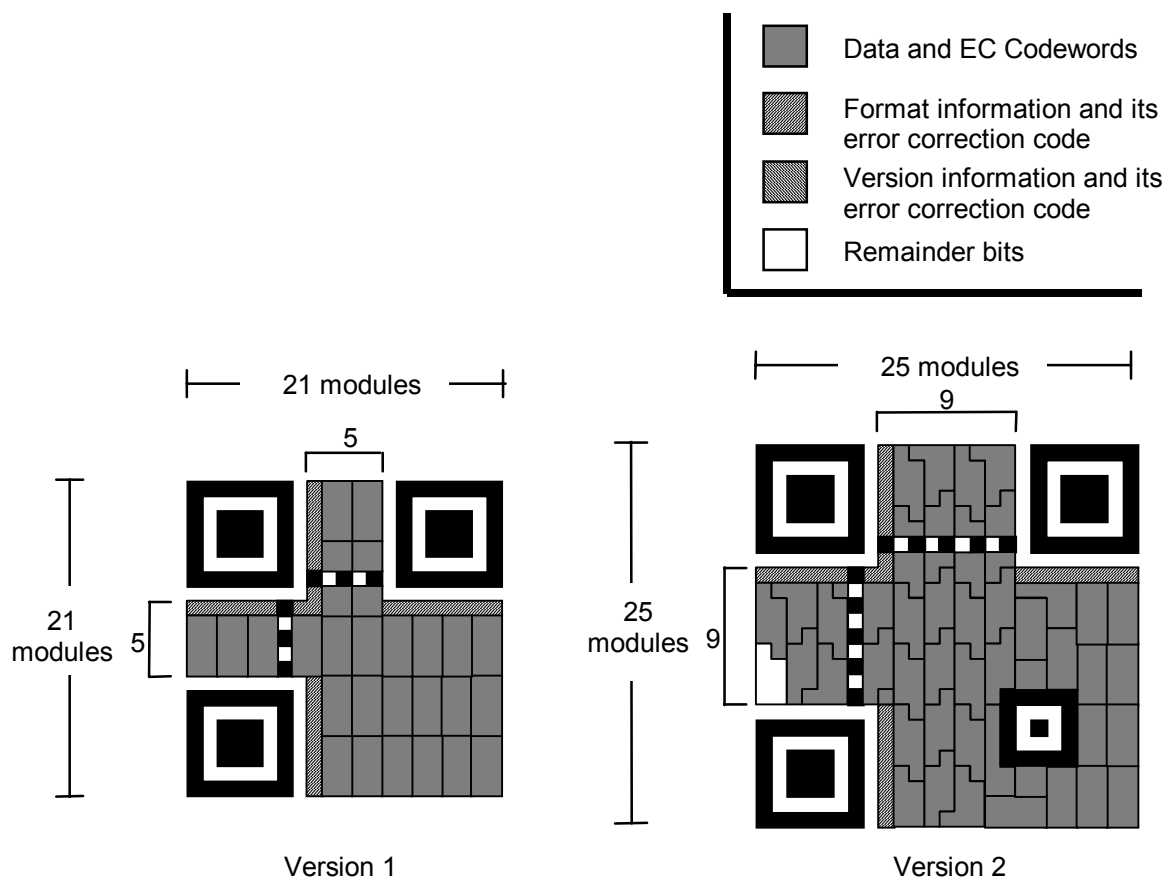 Data and EC Codewords
Format information and its
error correction code
Version information and its
error correction code
Remainder bits
21 modules
5
21
modules
5
Version 1
25 modules
9
25
modules
9
Version 2